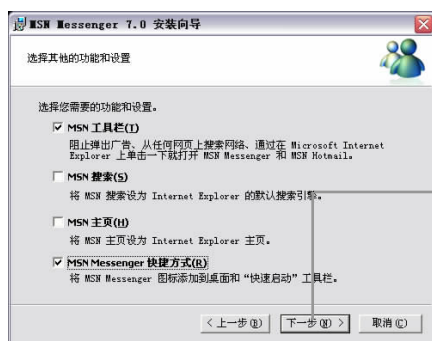 MSN Messenger 7.0 安装向导
选择其他的功能和设置
选择您需要的功能和设置。
MSN 工具栏(T)
阻止弹出广告、从任何网页上搜索网络、通过在 Microsoft Internet
Explorer 上单击一下就打开 MSN Messenger 和 MSN Hotmail。
MSN 搜索(S)
将 MSN 搜索设为 Internet Explorer 的默认搜索引擎。
MSN 主页(H)
将 MSN 主页设为 Internet Explorer 主页。
MSN Messenger 快捷方式(R)
将 MSN Messenger 图标添加到桌面和“快速启动”工具栏。
< 上一步(B) 下一步(N) > 取消(C)